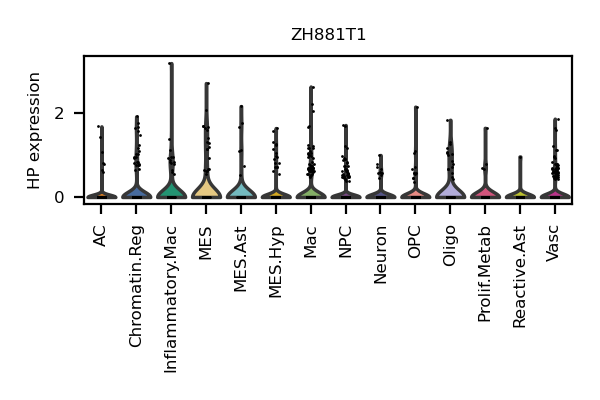 ZH881T1
HP expression
2
0
AC
Chromatin.Reg
Inflammatory.Mac
MES
MES.Ast
MES.Hyp
Mac
NPC
Neuron
OPC
Oligo
Prolif.Metab
Reactive.Ast
Vasc